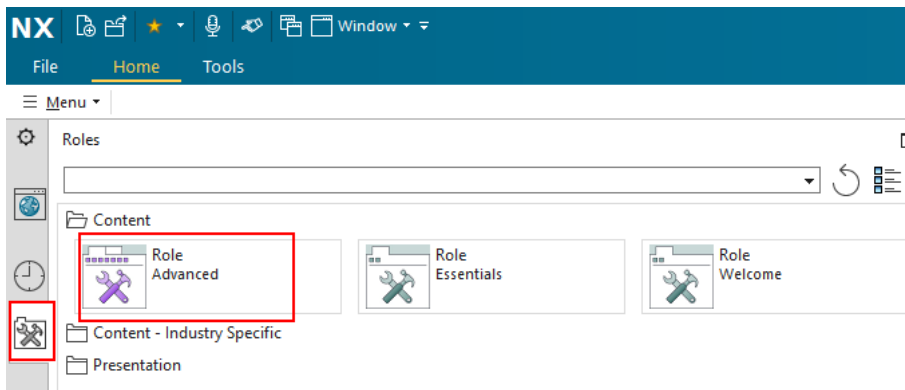 NX Window
File Home Tools
Menu
Roles
Content
Role
Advanced
Role
Essentials
Role
Welcome
Content - Industry Specific
Presentation